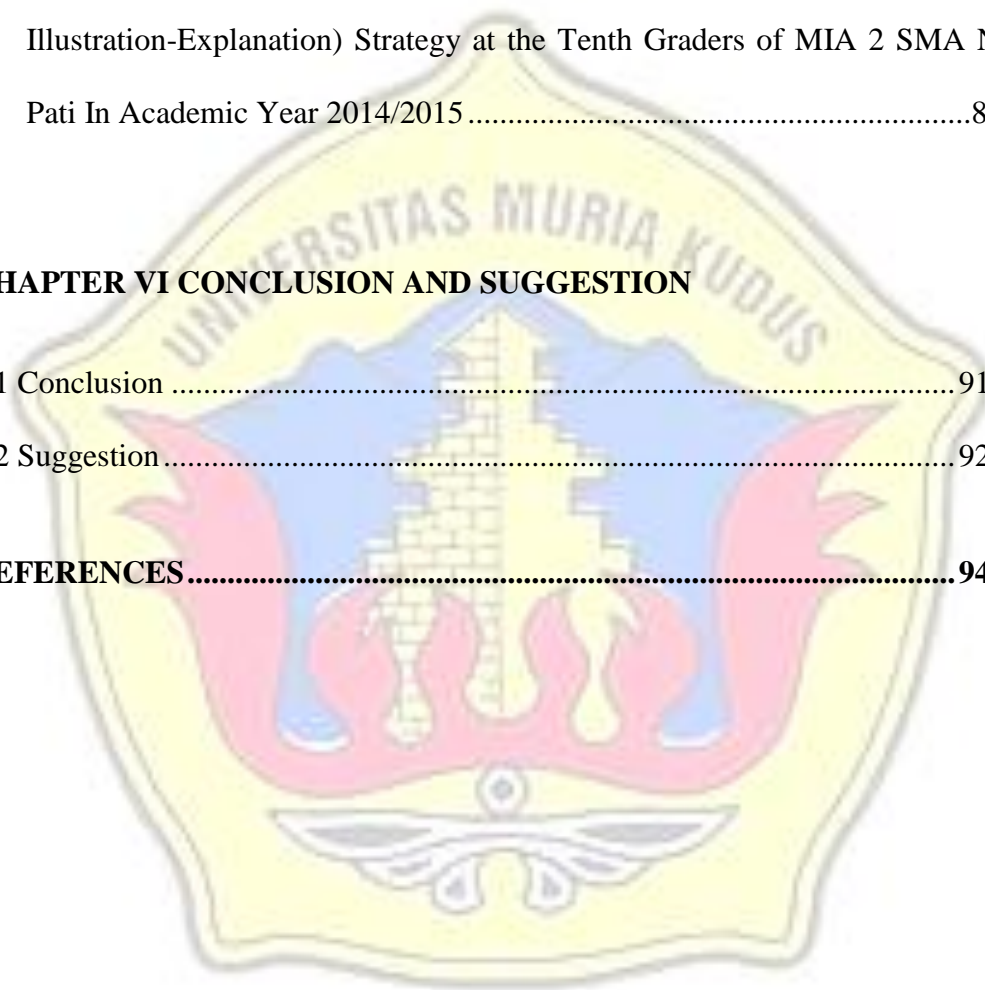 Illustration-Explanation) Strategy at the Tenth Graders of MIA 2 SMA N
Pati In Academic Year 2014/2015................................................................8
UNIVERSITAS MURIA KUDUS
HAPTER VI CONCLUSION AND SUGGESTION
1 Conclusion ....................................................................................................91
2 Suggestion.....................................................................................................92
EFERENCES..................................................................................................94